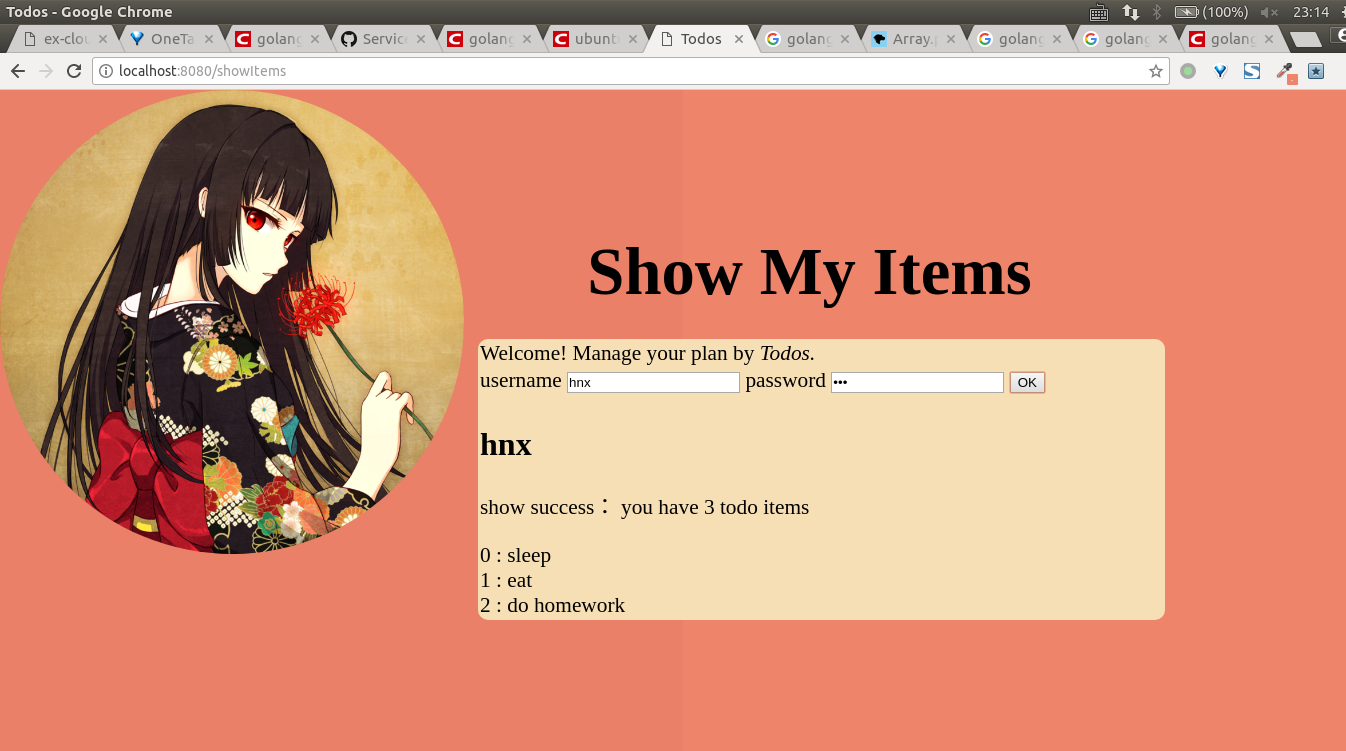 Todos - Google Chrome
(100%) 23:14
ex-clou OneTa golang Service golang ubunt Todos golang Array. golang golang golang
localhost:8080/showItems
Show My Items
Welcome! Manage your plan by Todos.
username hnx password ••• OK
hnx
show success： you have 3 todo items
0 : sleep
1 : eat
2 : do homework